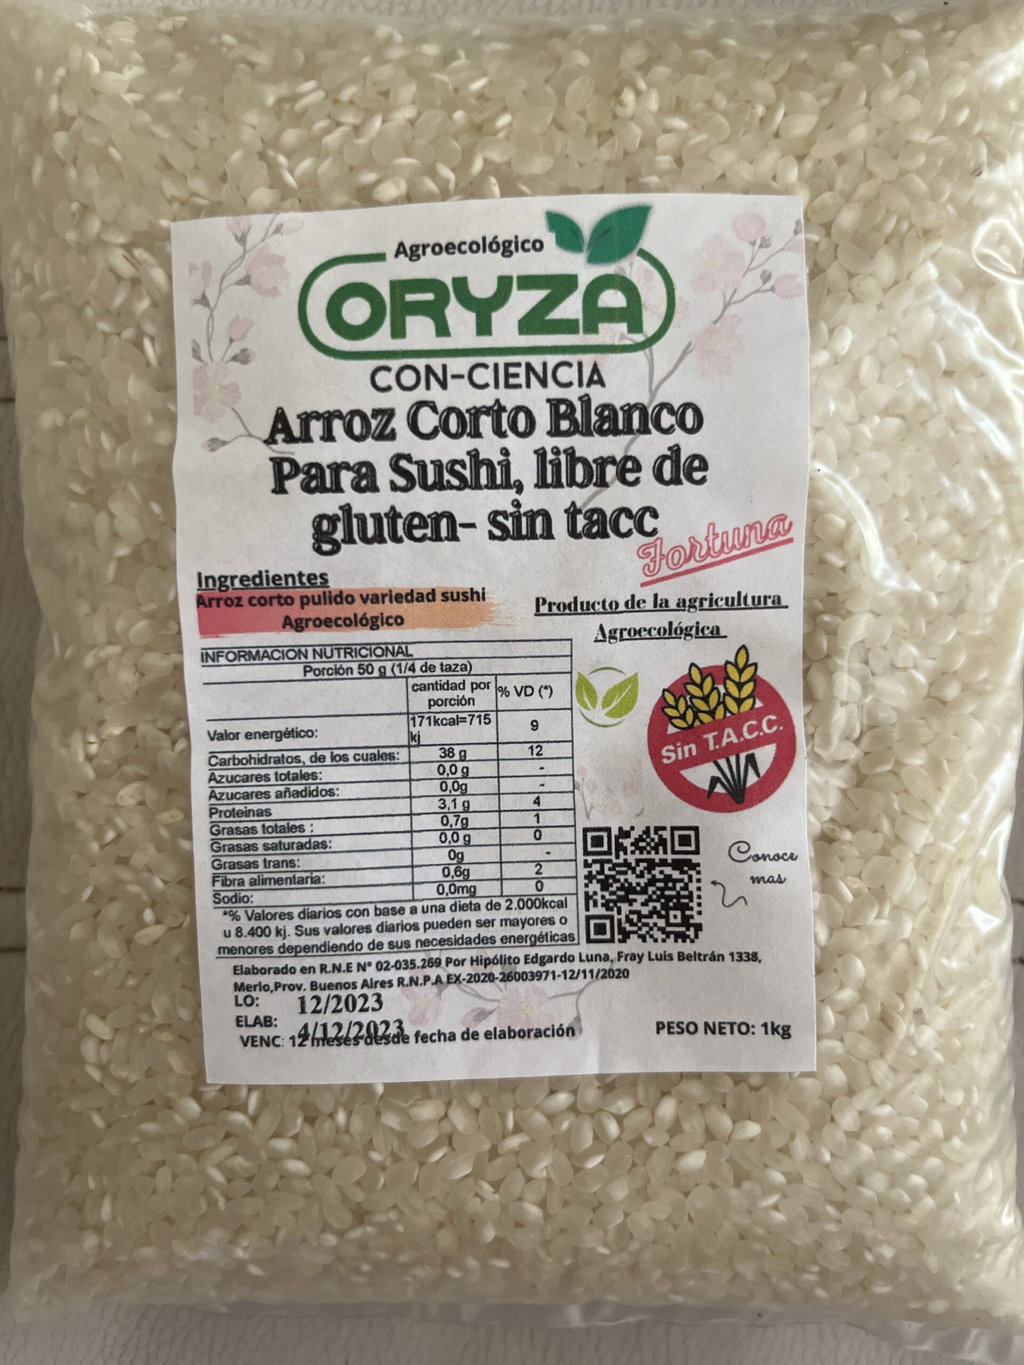 Agroecológico
ORYZA
CON-CIENCIA
Arroz Corto Blanco
Para Sushi, libre de
gluten- sin tacc
Fortuna
Ingredientes
Arroz corto pulido variedad sushi
Agroecológico
Producto de la agricultura
Agroecológica
INFORMACION NUTRICIONAL
Porción 50 g (1/4 de taza)
cantidad por porción % VD (*)
Valor energético: 171kcal=715 kj 9
Carbohidratos, de los cuales: 38 g 12
Azucares totales: 0,0 g -
Azucares añadidos: 0,0g -
Proteinas 3,1 g 4
Grasas totales : 0,7g 1
Grasas saturadas: 0,0 g 0
Grasas trans: 0g -
Fibra alimentaria: 0,6g 2
Sodio: 0,0mg 0
*% Valores diarios con base a una dieta de 2.000kcal
u 8.400 kj. Sus valores diarios pueden ser mayores o
menores dependiendo de sus necesidades energéticas
Sin T.A.C.C.
Conoce
mas
Elaborado en R.N.E N° 02-035.269 Por Hipólito Edgardo Luna, Fray Luis Beltrán 1338,
Merlo,Prov. Buenos Aires R.N.P.A EX-2020-26003971-12/11/2020
LO: 12/2023
ELAB: 4/12/2023
VENC: 12 meses desde fecha de elaboración
PESO NETO: 1kg